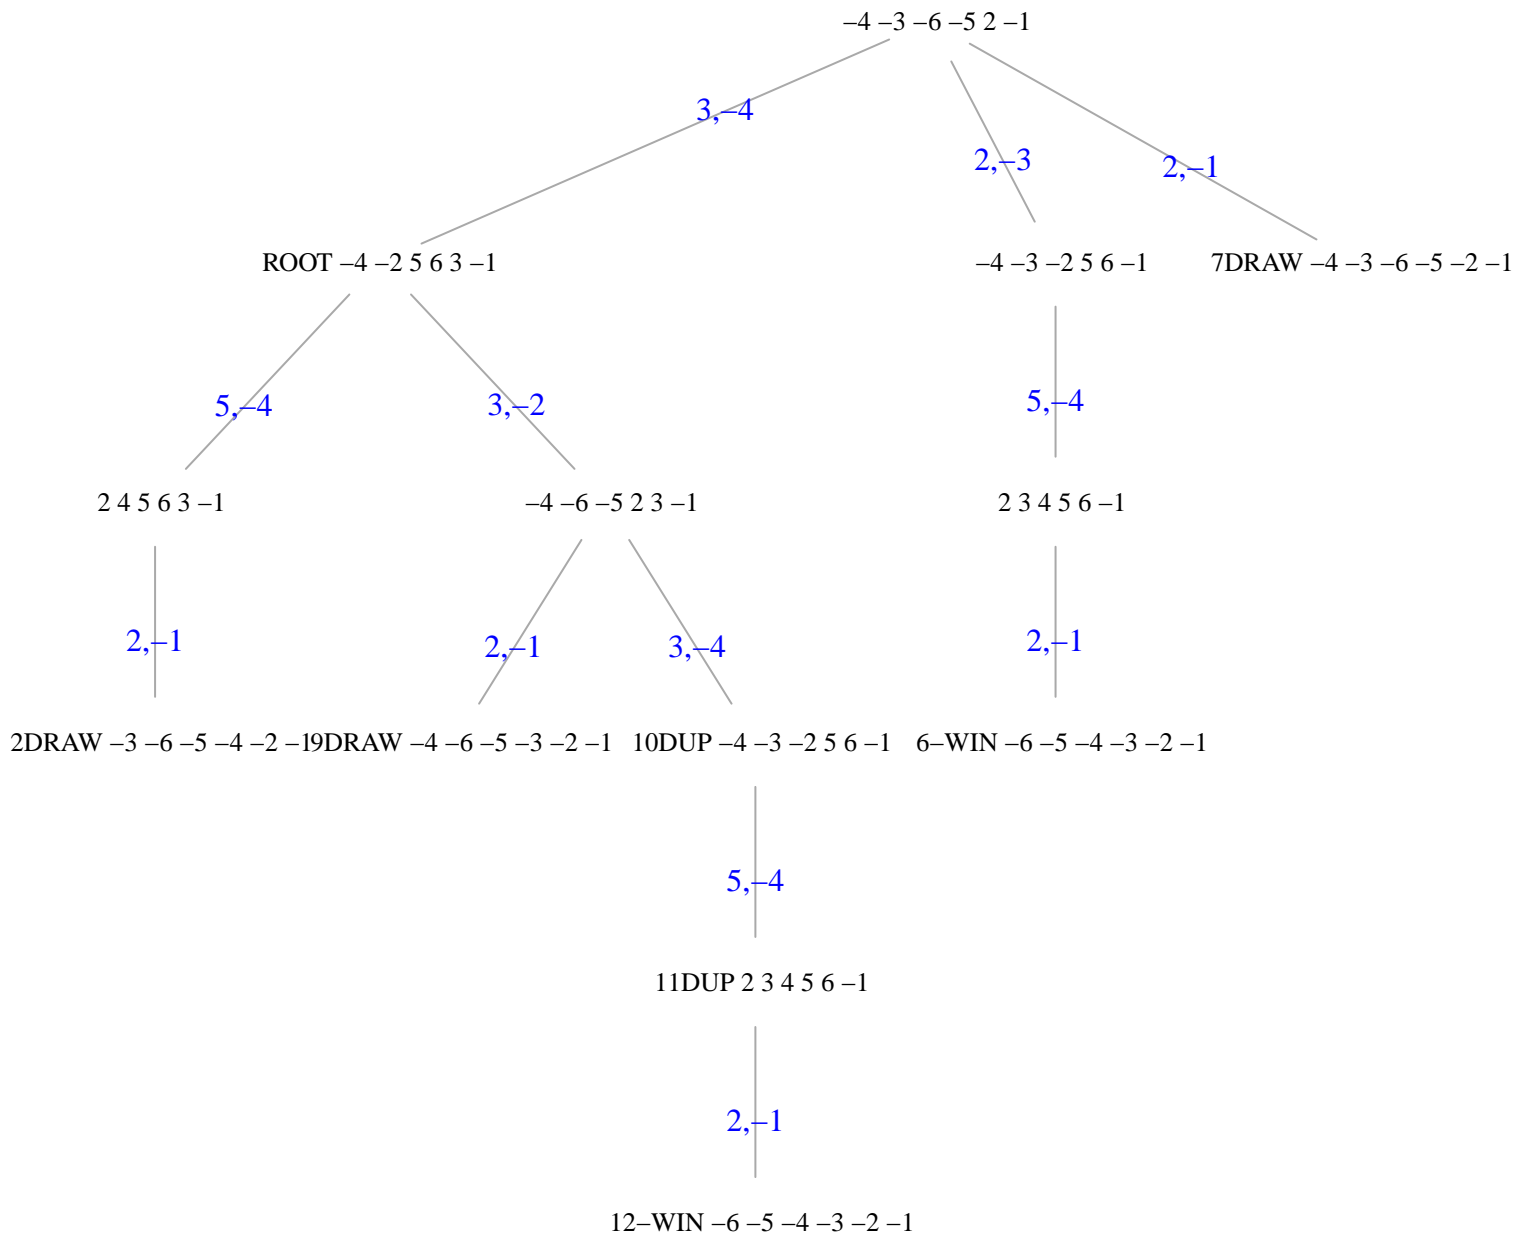 –4 –3 –6 –5 2 –1
3,–4
2,–3
2,–1
ROOT –4 –2 5 6 3 –1
–4 –3 –2 5 6 –1
7DRAW –4 –3 –6 –5 –2 –1
5,–4
3,–2
5,–4
2 4 5 6 3 –1
–4 –6 –5 2 3 –1
2 3 4 5 6 –1
2,–1
2,–1
3,–4
2,–1
2DRAW –3 –6 –5 –4 –2 –1
9DRAW –4 –6 –5 –3 –2 –1
10DUP –4 –3 –2 5 6 –1
6–WIN –6 –5 –4 –3 –2 –1
5,–4
11DUP 2 3 4 5 6 –1
2,–1
12–WIN –6 –5 –4 –3 –2 –1